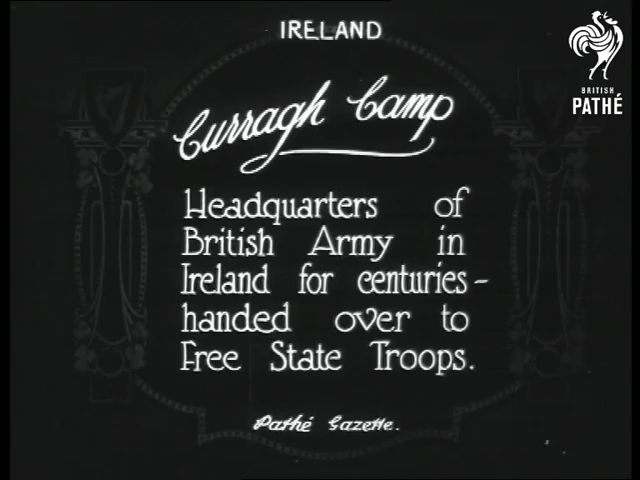 IRELAND
BRITISH
PATHÉ
Curragh Camp
Headquarters of
British Army in
Ireland for centuries-
handed over to
Free State Troops.
Pathé Gazette.